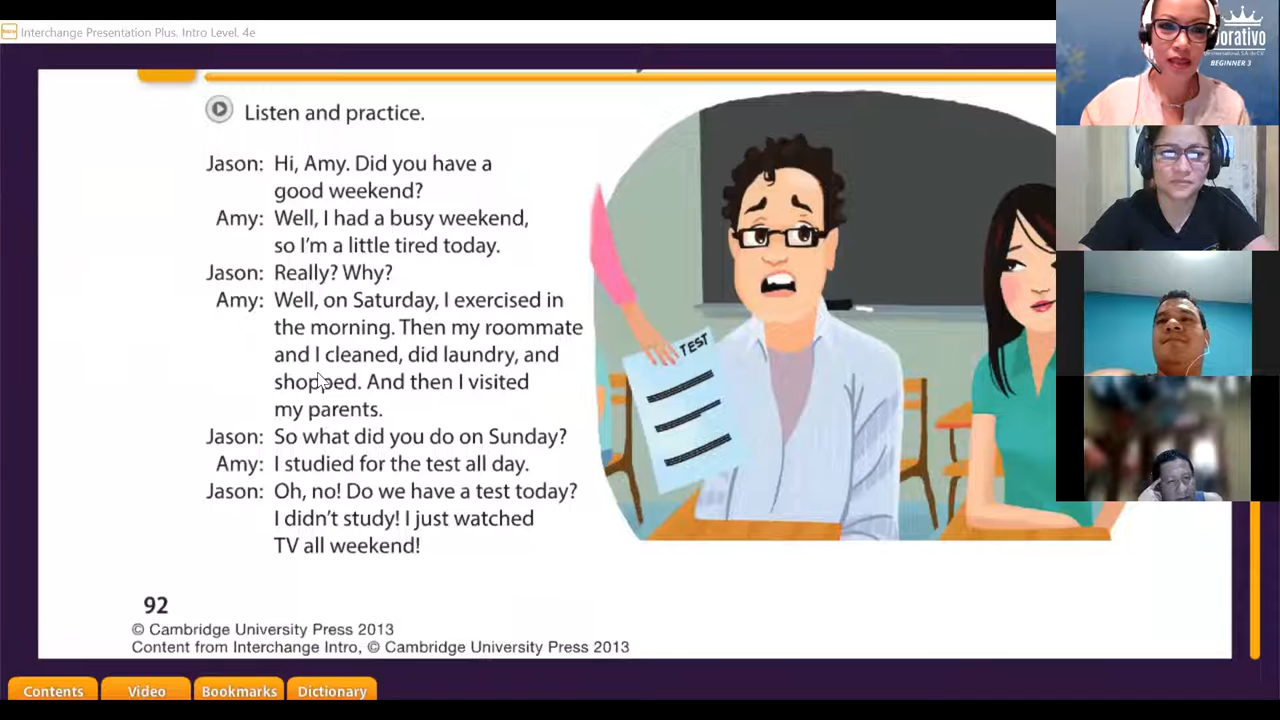 Interchange Presentation Plus. Intro Level, 4e
BEGINNER 3
Listen and practice.
Jason: Hi, Amy. Did you have a
good weekend?
Amy: Well, I had a busy weekend,
so I'm a little tired today.
Jason: Really? Why?
Amy: Well, on Saturday, I exercised in
the morning. Then my roommate
and I cleaned, did laundry, and
shopped. And then I visited
my parents.
Jason: So what did you do on Sunday?
Amy: I studied for the test all day.
Jason: Oh, no! Do we have a test today?
I didn't study! I just watched
TV all weekend!
TEST
92
© Cambridge University Press 2013
Content from Interchange Intro, © Cambridge University Press 2013
Contents Video Bookmarks Dictionary